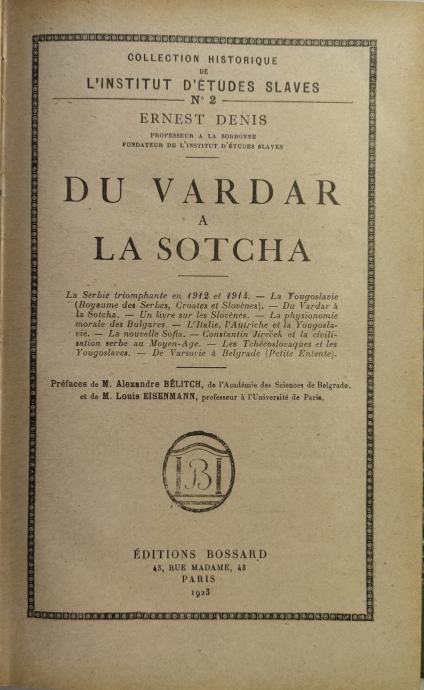 COLLECTION HISTORIQUE
DE
L'INSTITUT D'ÉTUDES SLAVES
N° 2
ERNEST DENIS
PROFESSEUR A LA SORBONNE
FONDATEUR DE L'INSTITUT D'ÉTUDES SLAVES
DU VARDAR
A
LA SOTCHA
La Serbie triomphante en 1912 et 1914. — La Yougoslavie
(Royaume des Serbes, Croates et Slovènes). — Du Vardar à
la Sotcha. — Un livre sur les Slovènes. — La physionomie
morale des Bulgares. — L'Italie, l'Autriche et la Yougosla-
vie. — La nouvelle Sofia. — Constantin Jireček et la civili-
sation serbe au Moyen-Age. — Les Tchécoslovaques et les
Yougoslaves. — De Varsovie à Belgrade (Petite Entente).
Préfaces de M. Alexandre BÉLITCH, de l'Académie des Sciences de Belgrade,
et de M. Louis EISENMANN, professeur à l'Université de Paris.
B
ÉDITIONS BOSSARD
43, RUE MADAME, 43
PARIS
1923